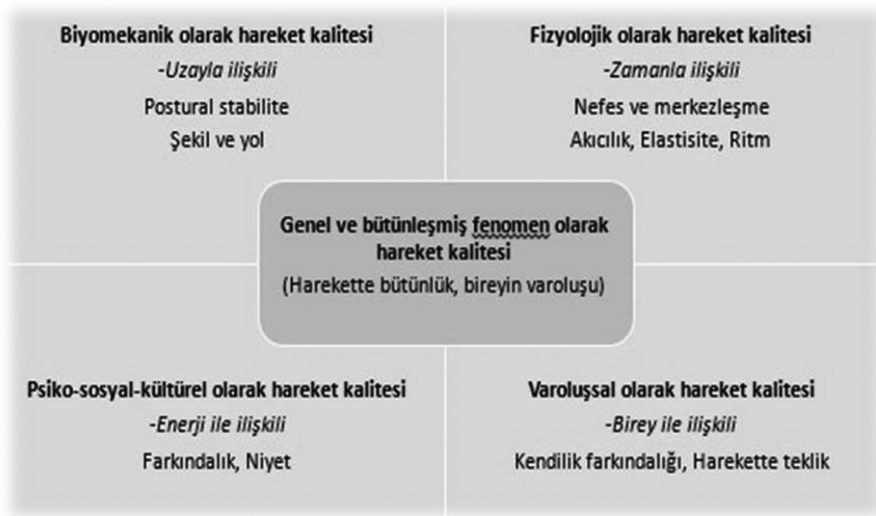 Biyomekanik olarak hareket kalitesi
-Uzayla ilişkili
Postural stabilite
Şekil ve yol
Fizyolojik olarak hareket kalitesi
-Zamanla ilişkili
Nefes ve merkezleşme
Akıcılık, Elastisite, Ritm
Genel ve bütünleşmiş fenomen olarak
hareket kalitesi
(Harekette bütünlük, bireyin varoluşu)
Psiko-sosyal-kültürel olarak hareket kalitesi
-Enerji ile ilişkili
Farkındalık, Niyet
Varoluşsal olarak hareket kalitesi
-Birey ile ilişkili
Kendilik farkındalığı, Harekette teklik